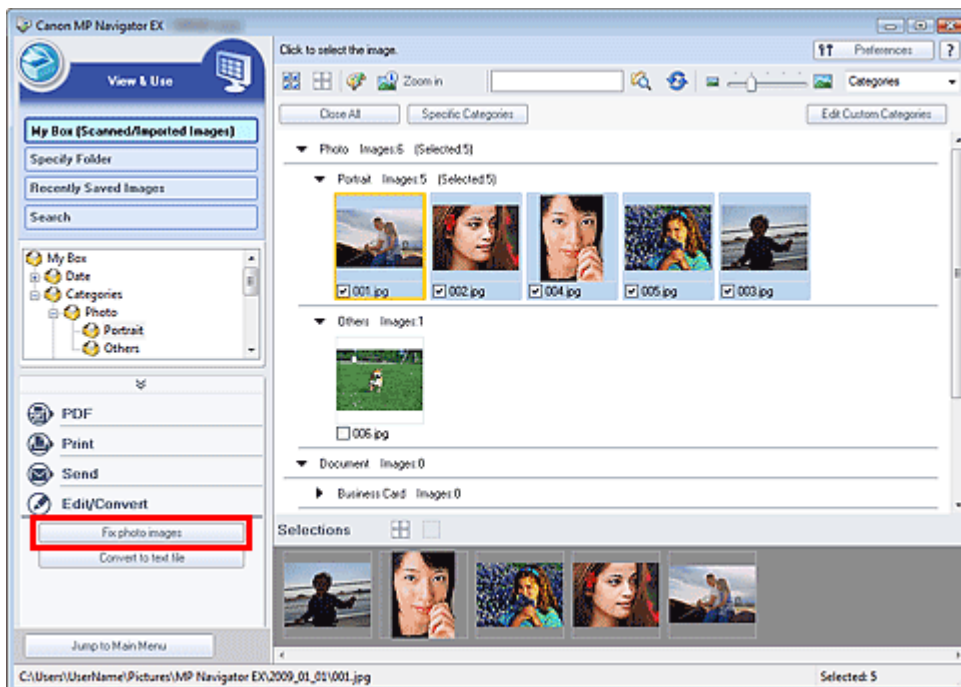 Canon MP Navigator EX
View & Use
My Box (Scanned/Imported Images)
Specify Folder
Recently Saved Images
Search
My Box
Date
Categories
Photo
Portrait
Others
PDF
Print
Send
Edit/Convert
Fix photo images
Convert to text file
Jump to Main Menu
Click to select the image.
Preferences
?
Zoom in
Categories
Close All
Specific Categories
Edit Custom Categories
Photo Images:6 (Selected:5)
Portrait Images:5 (Selected:5)
001.jpg
002.jpg
004.jpg
005.jpg
003.jpg
Others Images:1
006.jpg
Document Images:0
Business Card Images:0
Selections
C:\Users\UserName\Pictures\MP Navigator EX\2009_01_01\001.jpg
Selected: 5